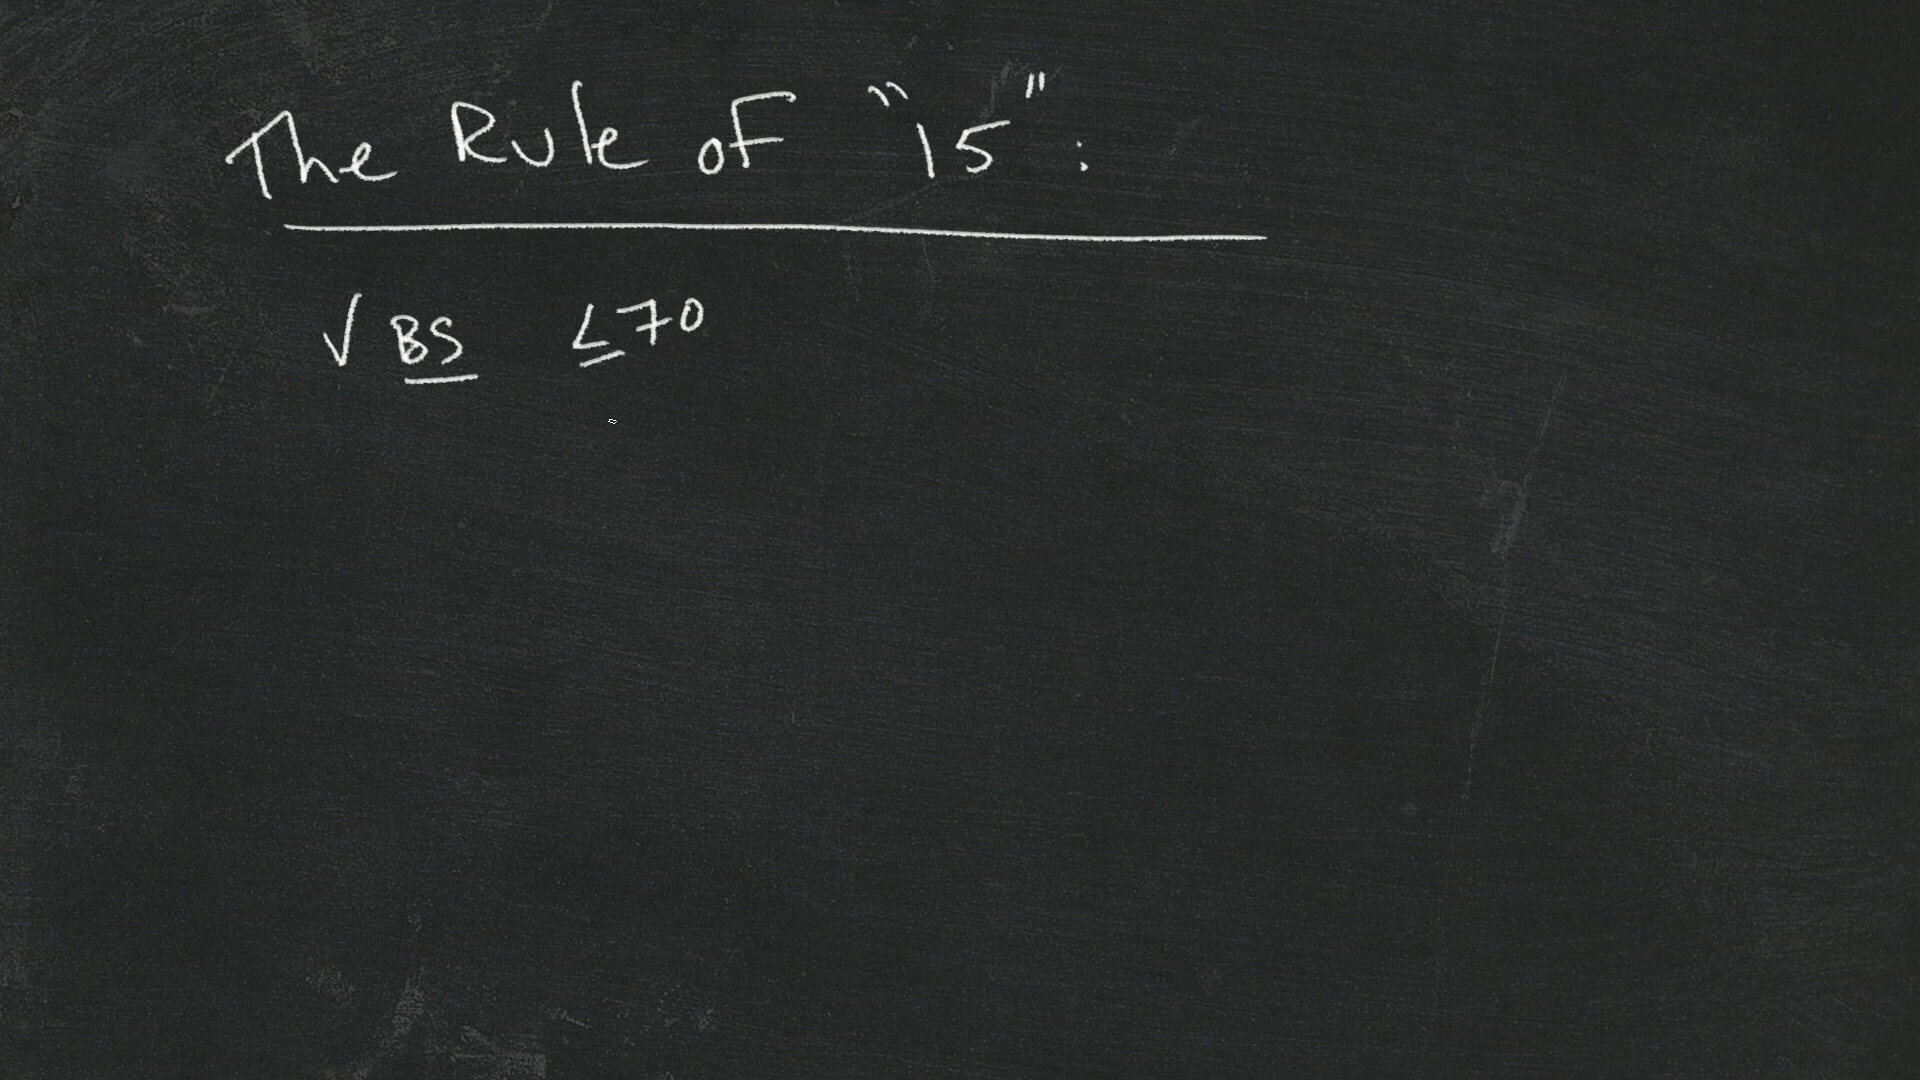 The Rule of "15":
√ BS ≤70